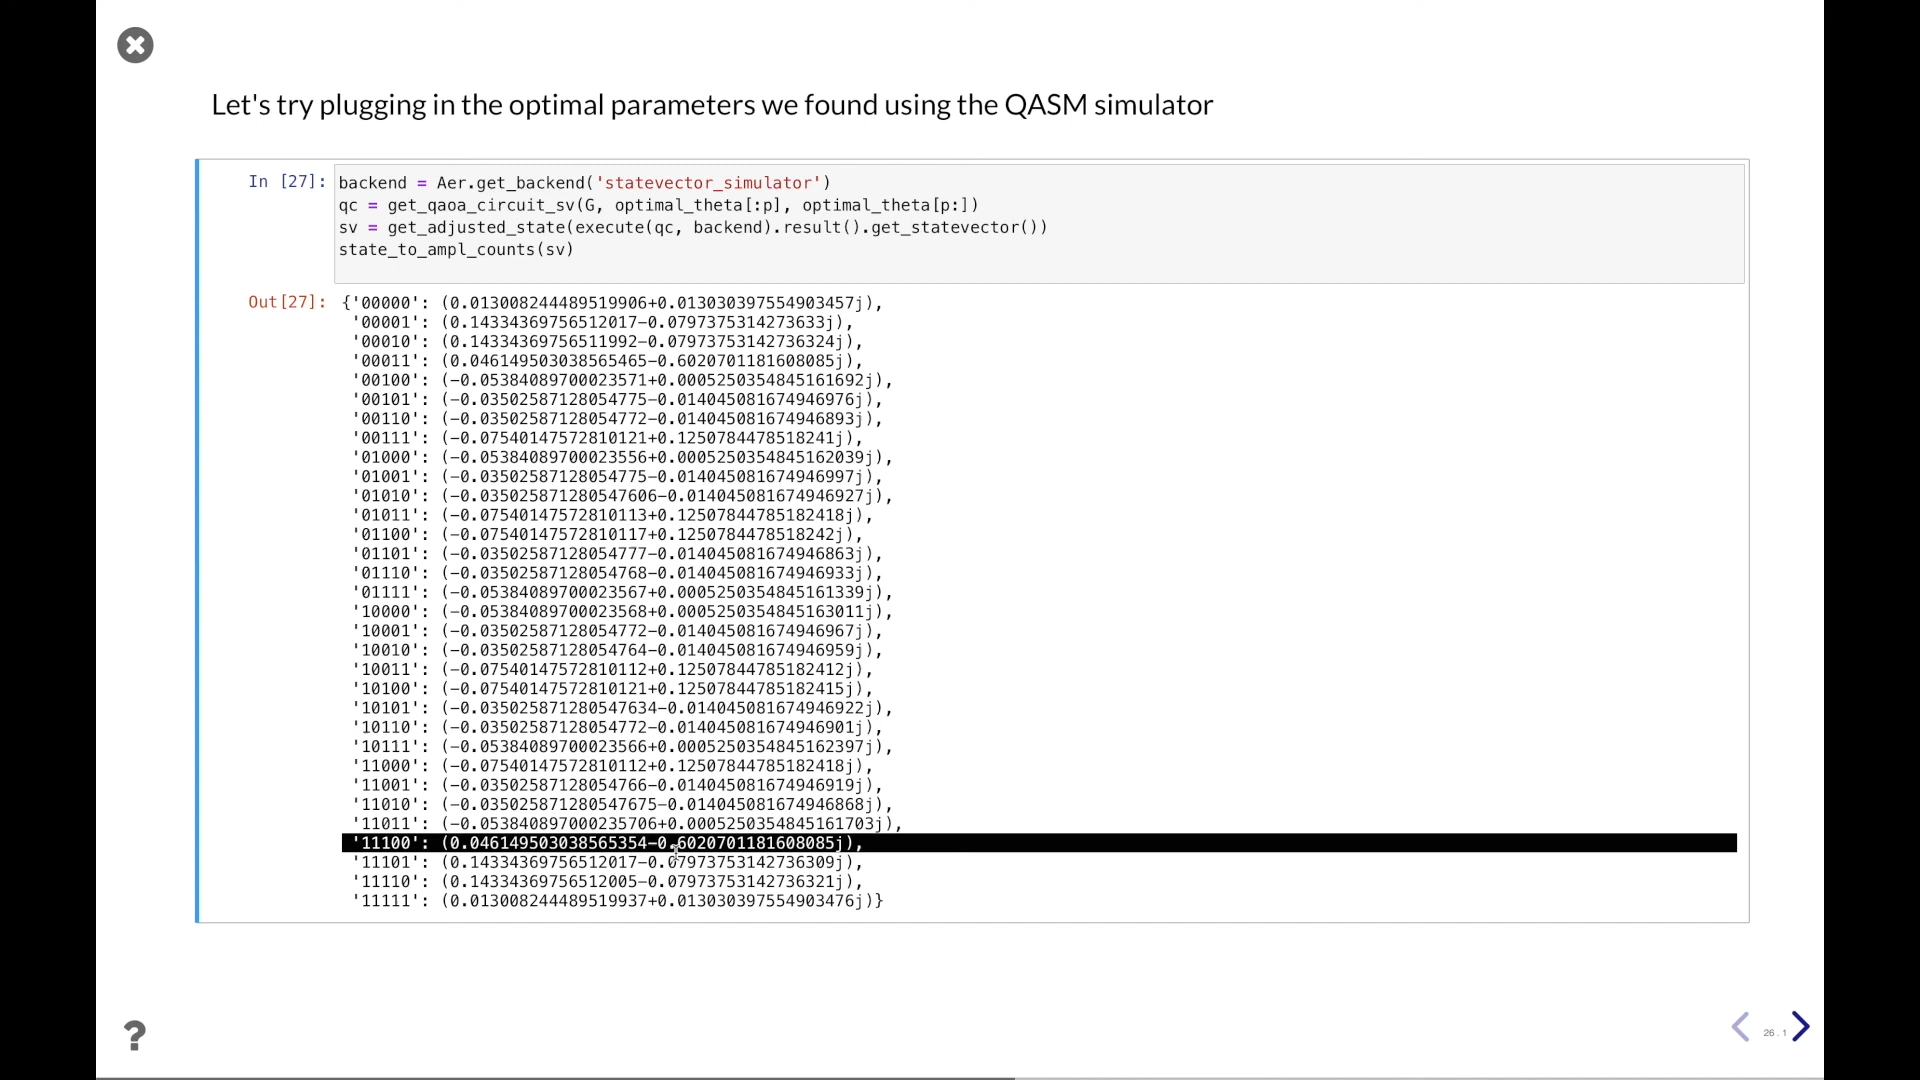 Let's try plugging in the optimal parameters we found using the QASM simulator
In [27]: backend = Aer.get_backend('statevector_simulator')
qc = get_qaoa_circuit_sv(G, optimal_theta[:p], optimal_theta[p:])
sv = get_adjusted_state(execute(qc, backend).result().get_statevector())
state_to_ampl_counts(sv)
Out[27]: {'00000': (0.013008244489519906+0.013030397554903457j),
'00001': (0.14334369756512017-0.0797375314273633j),
'00010': (0.14334369756511992-0.07973753142736324j),
'00011': (0.046149503038565465-0.6020701181608085j),
'00100': (-0.05384089700023571+0.0005250354845161692j),
'00101': (-0.03502587128054775-0.014045081674946976j),
'00110': (-0.03502587128054772-0.014045081674946893j),
'00111': (-0.07540147572810121+0.1250784478518241j),
'01000': (-0.05384089700023556+0.0005250354845162039j),
'01001': (-0.03502587128054775-0.014045081674946997j),
'01010': (-0.035025871280547606-0.014045081674946927j),
'01011': (-0.07540147572810113+0.12507844785182418j),
'01100': (-0.07540147572810117+0.1250784478518242j),
'01101': (-0.03502587128054777-0.014045081674946863j),
'01110': (-0.03502587128054768-0.014045081674946933j),
'01111': (-0.05384089700023567+0.0005250354845161339j),
'10000': (-0.05384089700023568+0.0005250354845163011j),
'10001': (-0.03502587128054772-0.014045081674946967j),
'10010': (-0.03502587128054764-0.014045081674946959j),
'10011': (-0.07540147572810112+0.12507844785182412j),
'10100': (-0.07540147572810121+0.12507844785182415j),
'10101': (-0.035025871280547634-0.014045081674946922j),
'10110': (-0.03502587128054772-0.014045081674946901j),
'10111': (-0.05384089700023566+0.0005250354845162397j),
'11000': (-0.07540147572810112+0.12507844785182418j),
'11001': (-0.03502587128054766-0.014045081674946919j),
'11010': (-0.035025871280547675-0.014045081674946868j),
'11011': (-0.053840897000235706+0.0005250354845161703j),
'11100': (0.046149503038565354-0.6020701181608085j),
'11101': (0.14334369756512017-0.07973753142736309j),
'11110': (0.14334369756512005-0.07973753142736321j),
'11111': (0.013008244489519937+0.013030397554903476j)}
26.1